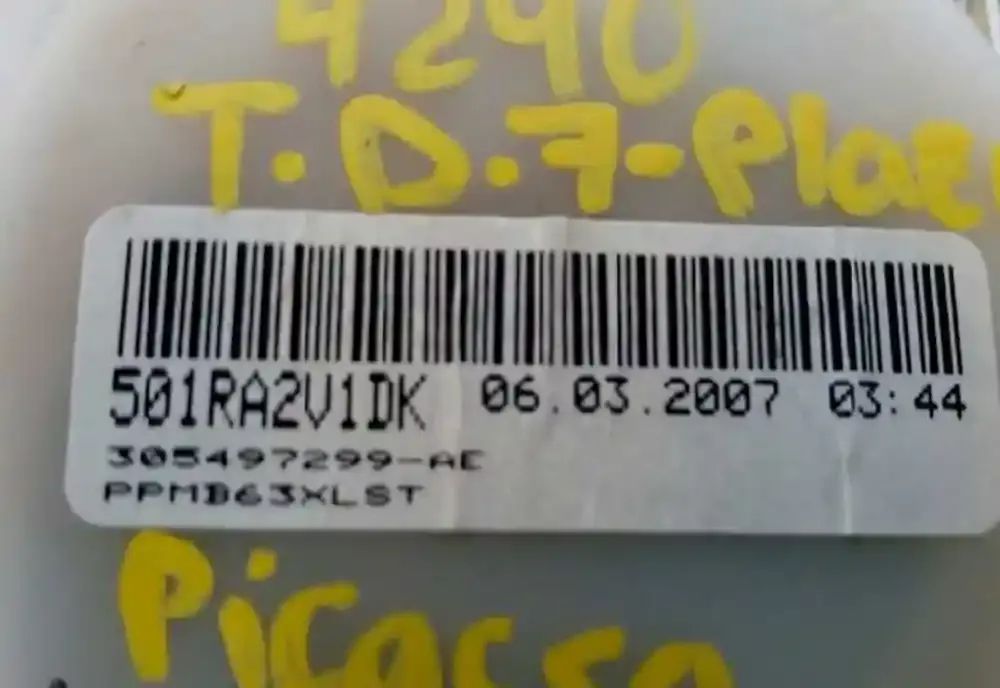 4240
T.D.7-Plaz
501RA2V1DK 06.03.2007 03:44
305497299-AE
PPMB63XLST
Picasso